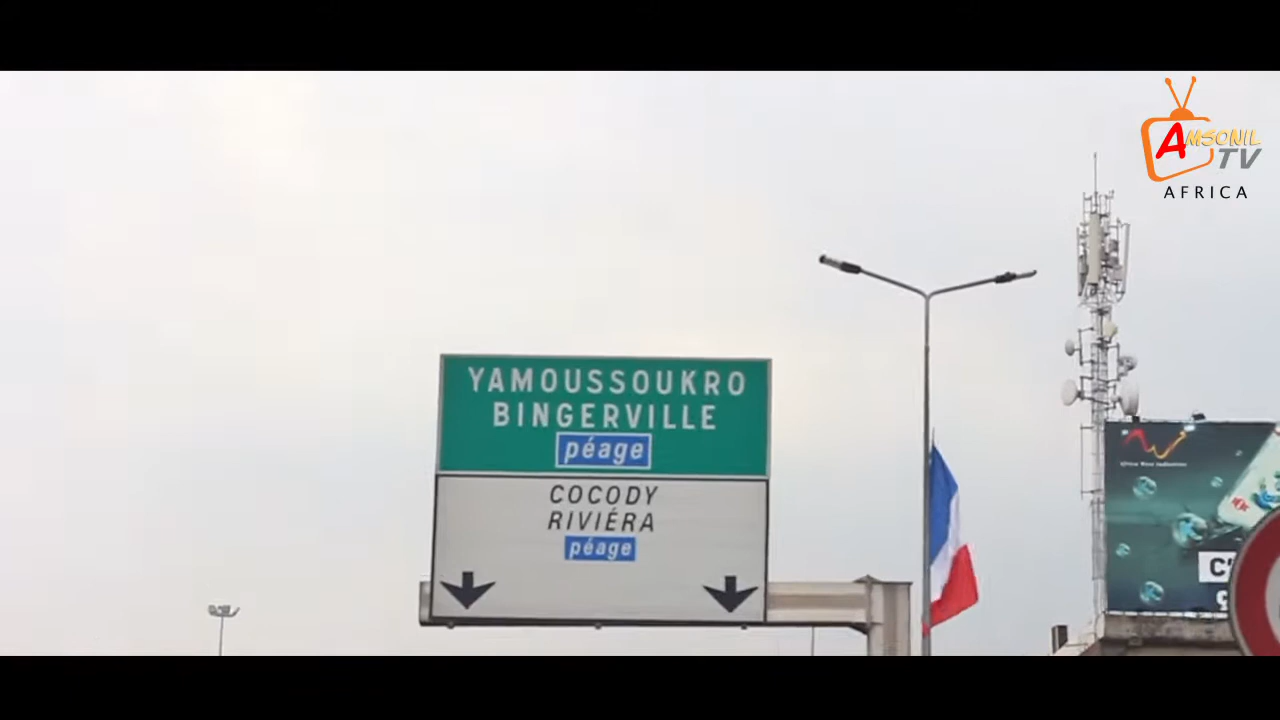 AMSONIL
TV
AFRICA
YAMOUSSOUKRO
BINGERVILLE
péage
COCODY
RIVIÉRA
péage